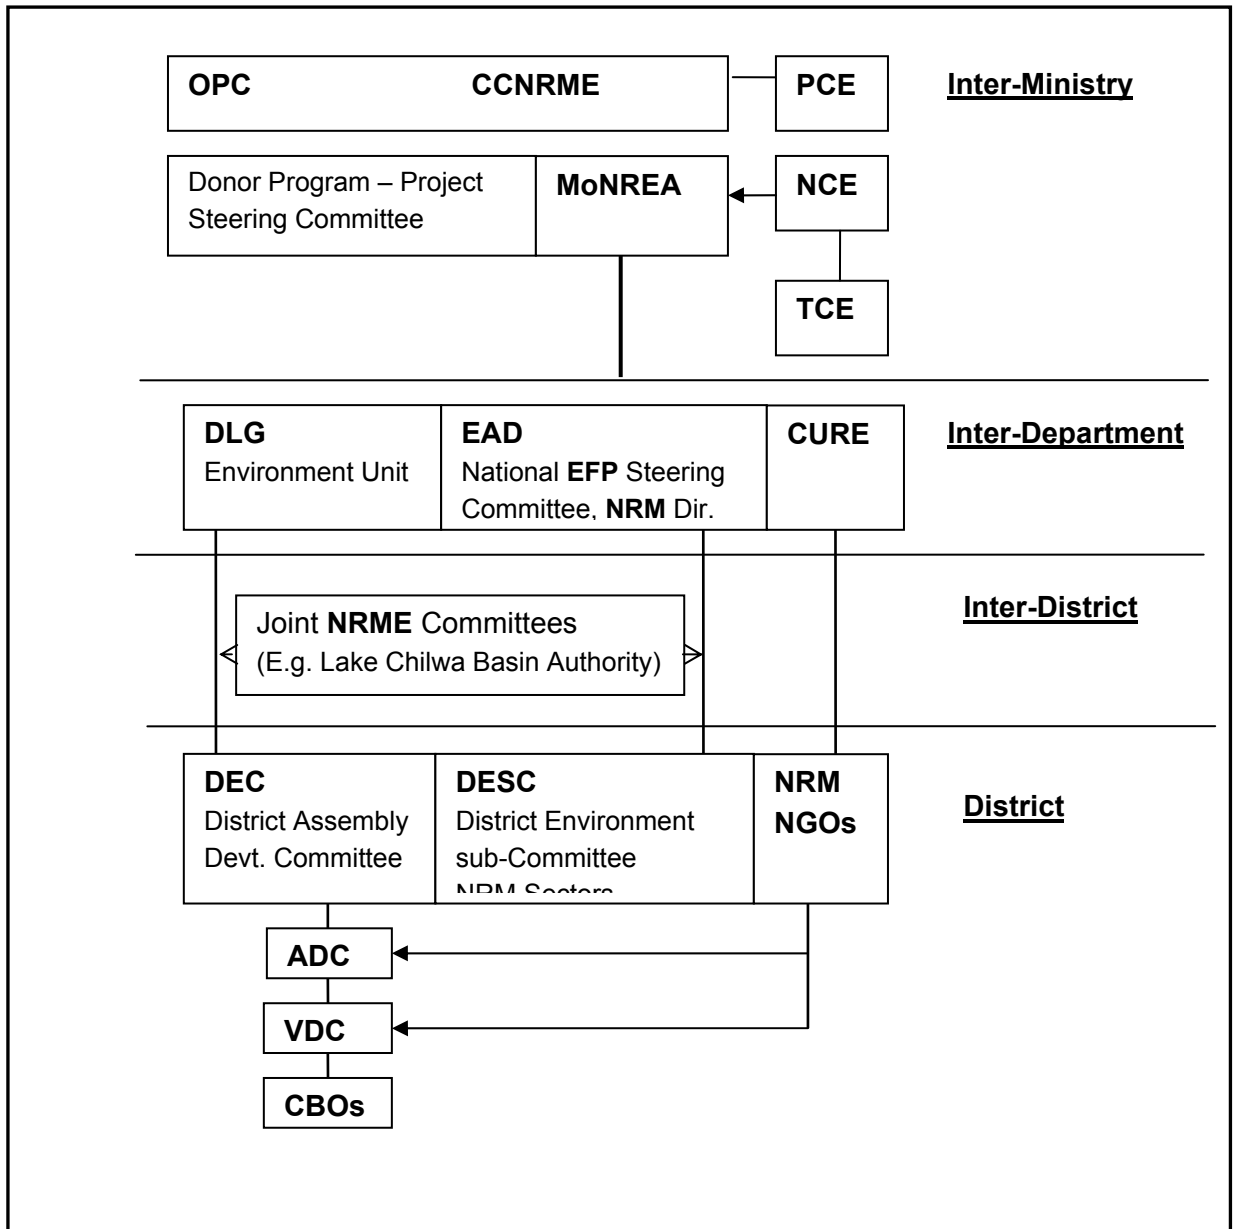 OPC CCNRME
PCE
Inter-Ministry
Donor Program – Project
Steering Committee
MoNREA
NCE
TCE
DLG
Environment Unit
EAD
National EFP Steering
Committee, NRM Dir.
CURE
Inter-Department
Joint NRME Committees
(E.g. Lake Chilwa Basin Authority)
Inter-District
DEC
District Assembly
Devt. Committee
DESC
District Environment
sub-Committee
NRM Sectors
NRM
NGOs
District
ADC
VDC
CBOs